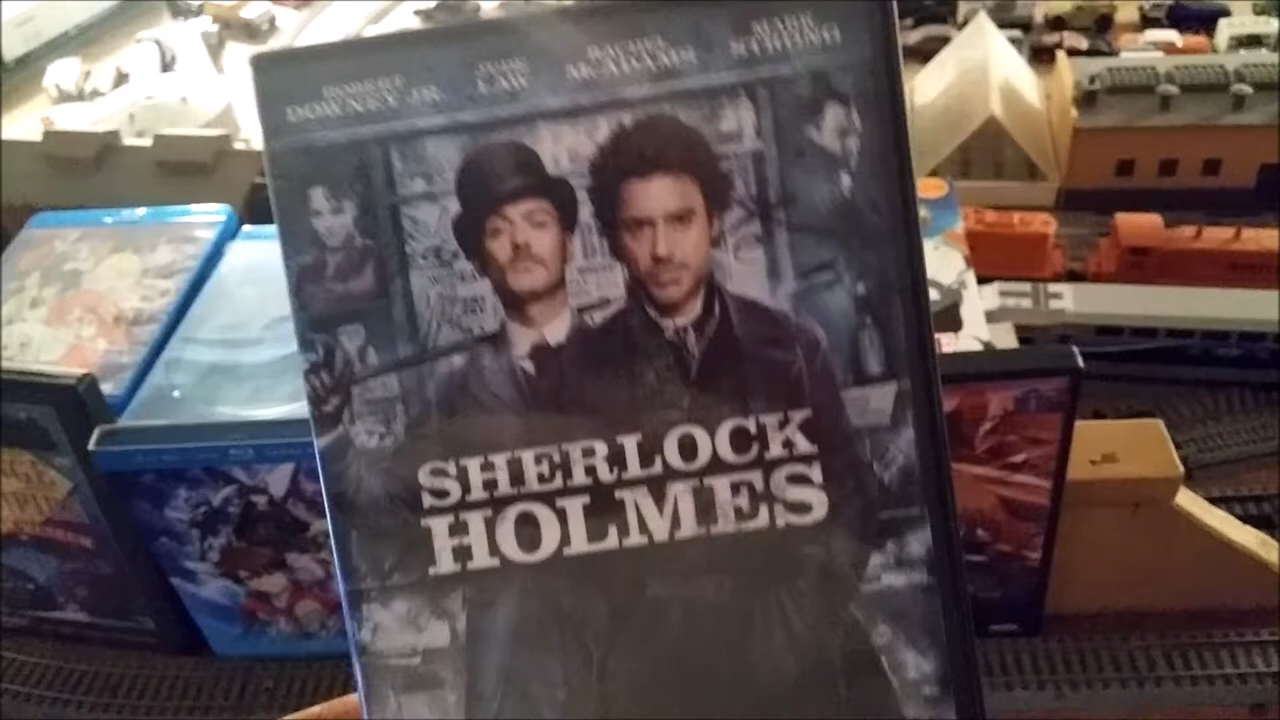 ROBERT
DOWNEY JR.
JUDE
LAW
RACHEL
McADAMS
MARK
STRONG
SHERLOCK
HOLMES